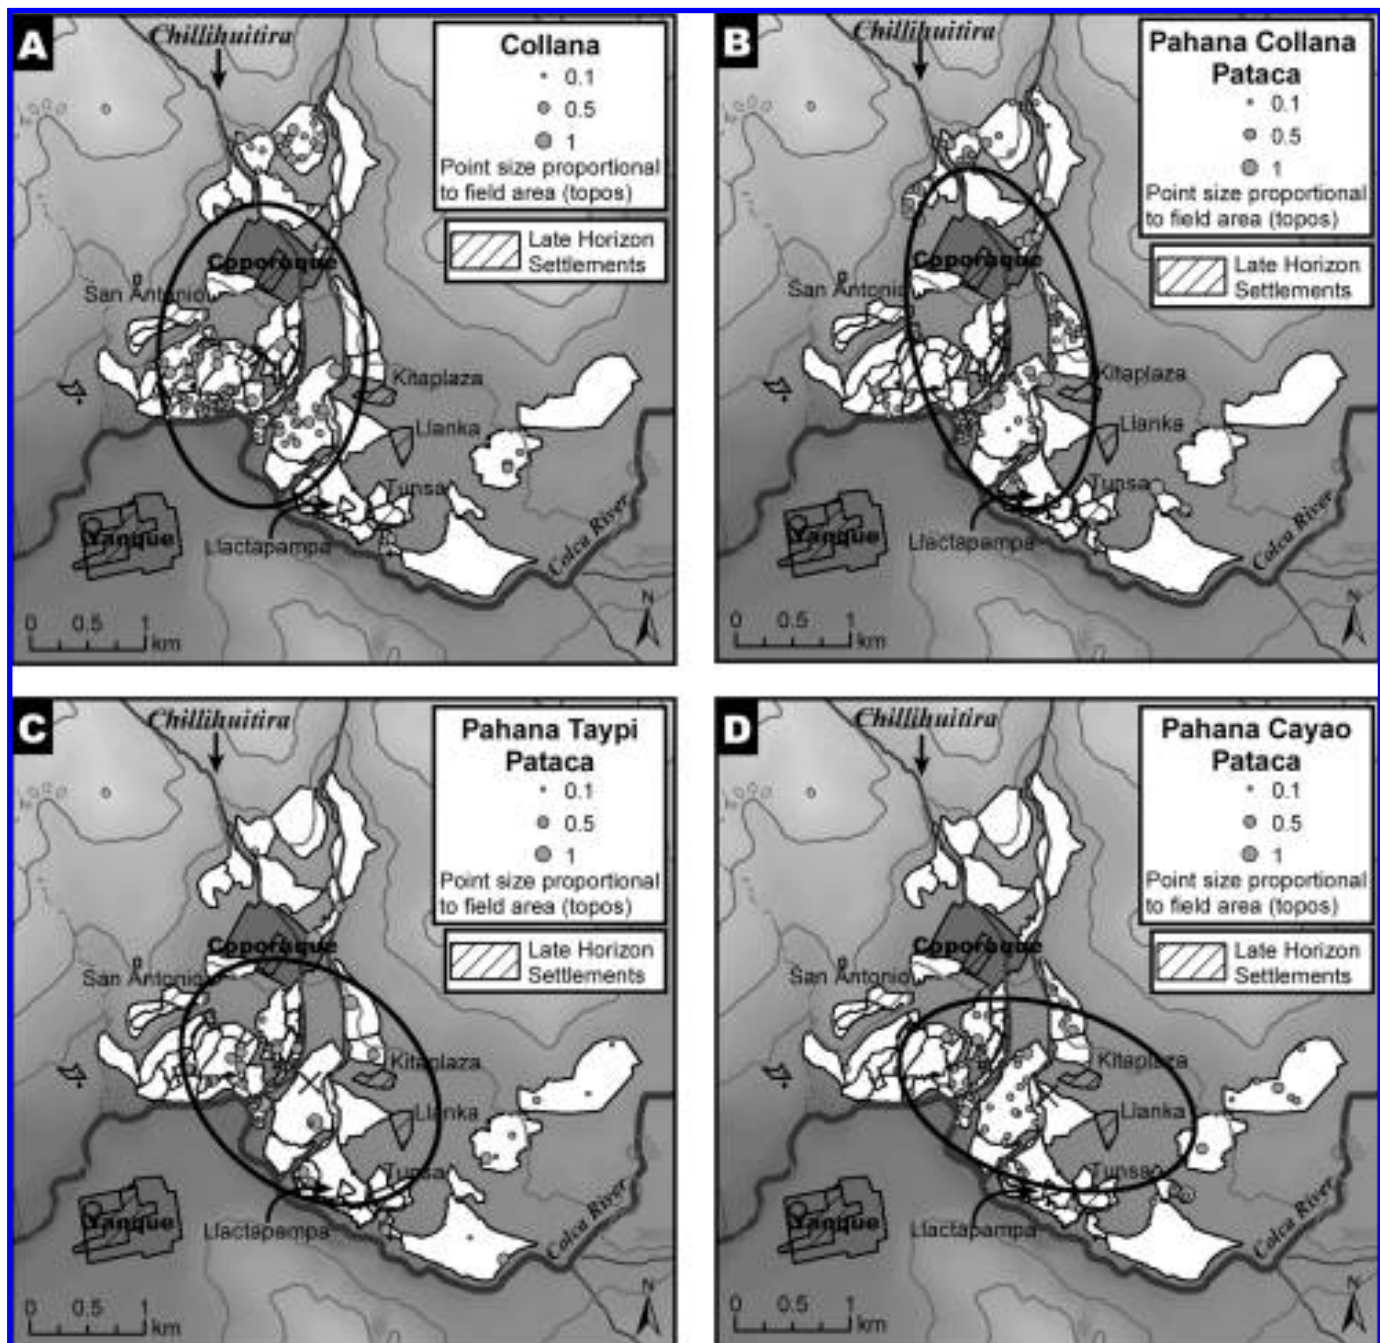 A
Chillihuitira
Collana
0.1
0.5
1
Point size proportional
to field area (topos)
Late Horizon
Settlements
Coporaque
San Antonio
Kitaplaza
Llanka
Tunsa
Yanque
Llactapampa
Colca River
N
0 0.5 1
km
B
Chillihuitira
Pahana Collana
Pataca
0.1
0.5
1
Point size proportional
to field area (topos)
Late Horizon
Settlements
Coporaque
San Antonio
Kitaplaza
Llanka
Tunsa
Yanque
Llactapampa
Colca River
N
0 0.5 1
km
C
Chillihuitira
Pahana Taypi
Pataca
0.1
0.5
1
Point size proportional
to field area (topos)
Late Horizon
Settlements
Coporaque
San Antonio
Kitaplaza
Llanka
Tunsa
Yanque
Llactapampa
Colca River
N
0 0.5 1
km
D
Chillihuitira
Pahana Cayao
Pataca
0.1
0.5
1
Point size proportional
to field area (topos)
Late Horizon
Settlements
Coporaque
San Antonio
Kitaplaza
Llanka
Tunsa
Yanque
Llactapampa
Colca River
N
0 0.5 1
km